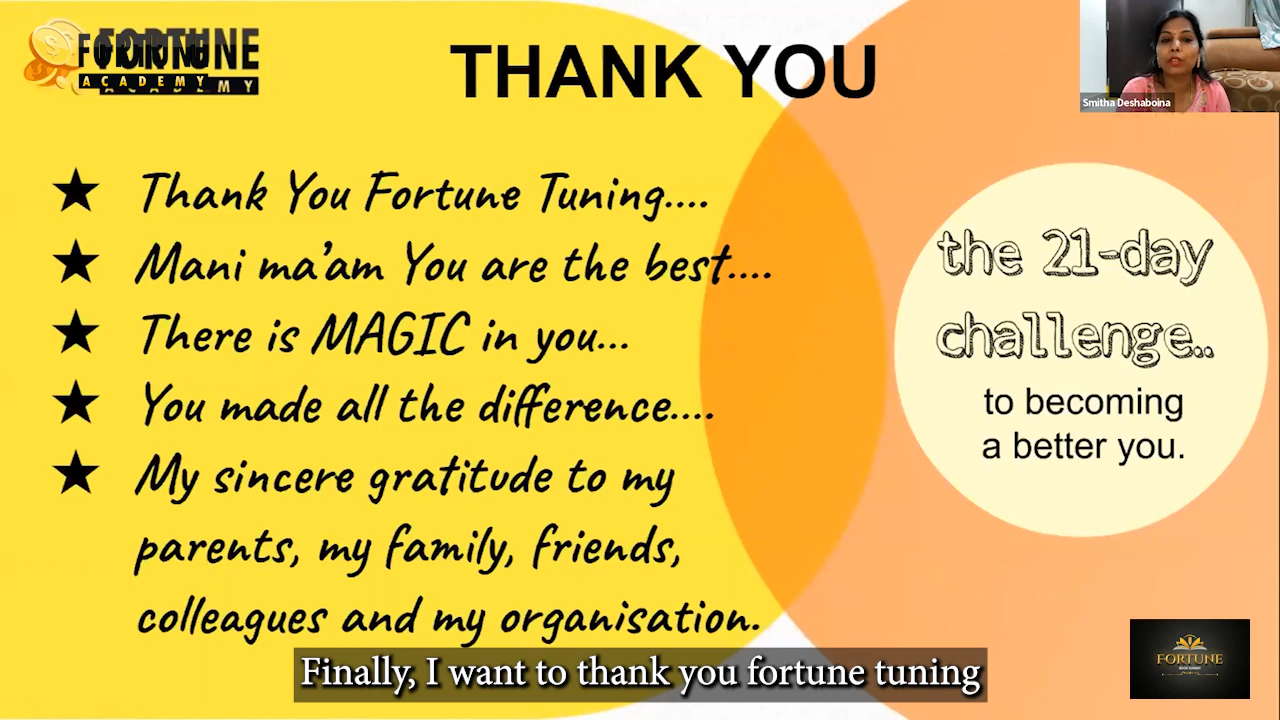 FORTUNE
ACADEMY
THANK YOU
Smitha Deshaboina
★ Thank You Fortune Tuning....
★ Mani ma'am You are the best....
★ There is MAGIC in you...
★ You made all the difference....
★ My sincere gratitude to my
parents, my family, friends,
colleagues and my organisation.
the 21-day
challenge..
to becoming
a better you.
Finally, I want to thank you fortune tuning
FORTUNE